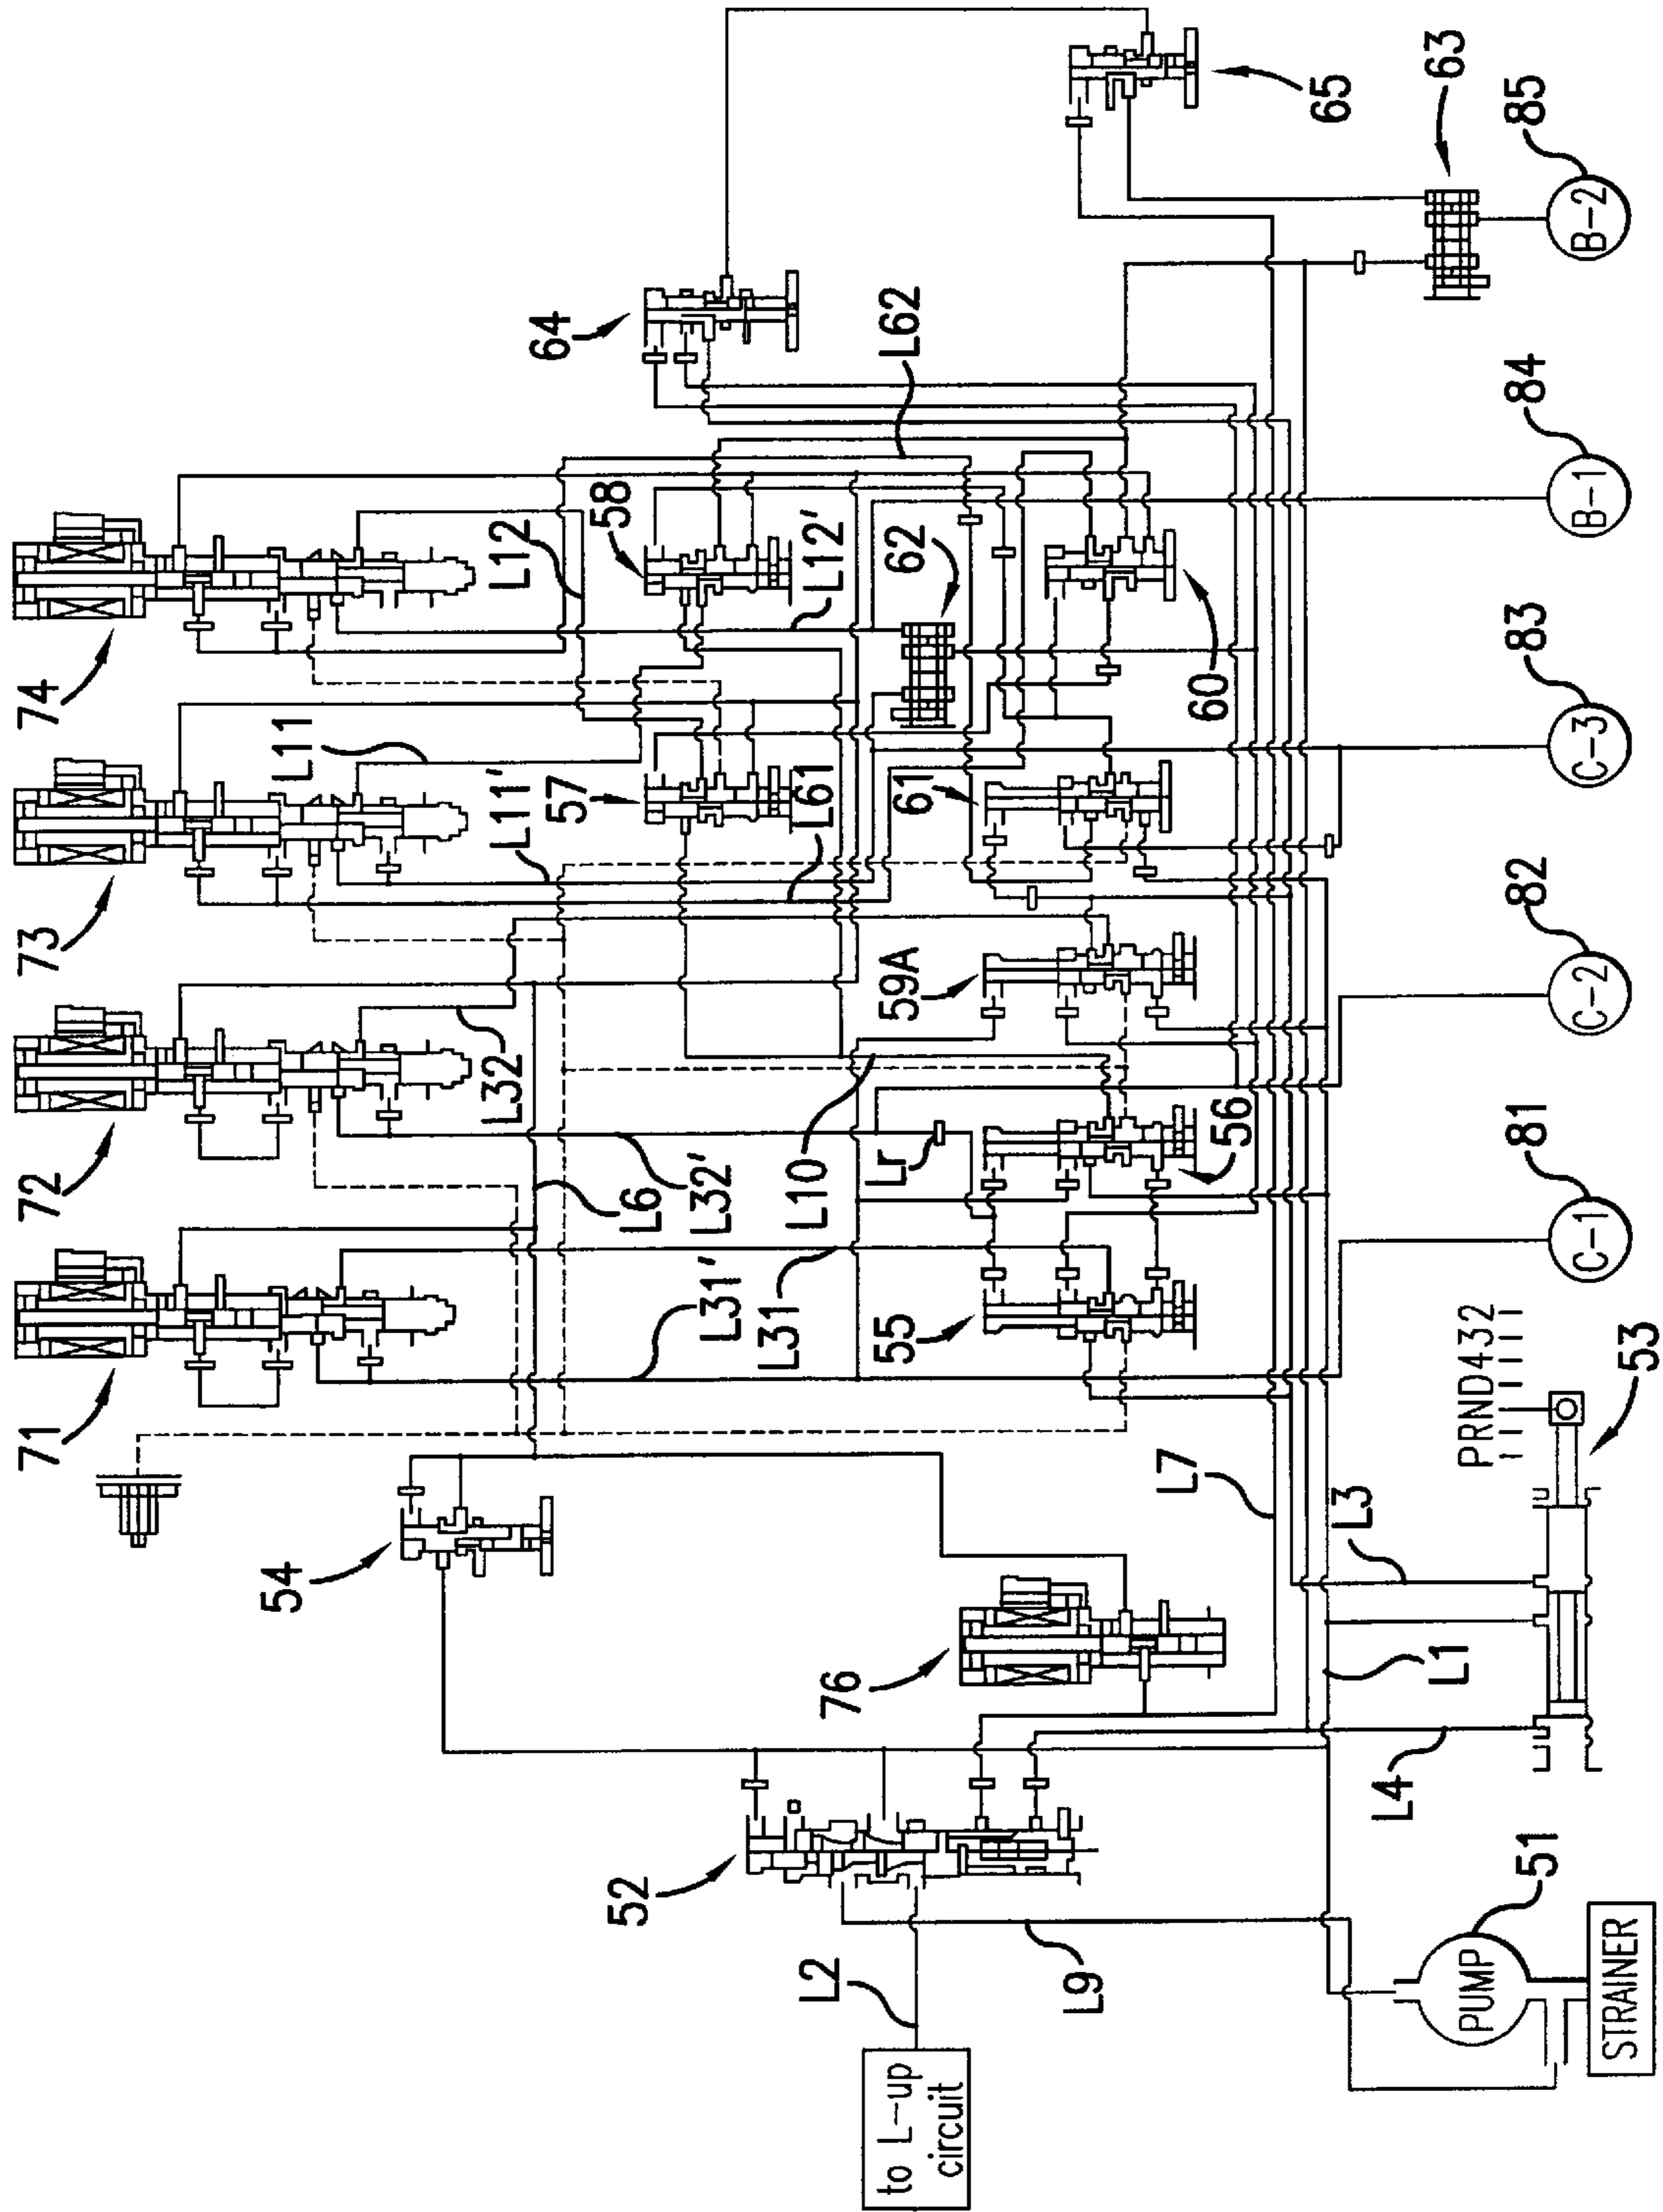 71
72
73
74
54
L31'
L31
L6
L32'
L32
L11'
L11
L12
L12'
57
58
64
L61
L62
62
65
52
76
55
56
59A
61
60
L10
Lr
63
L2
L9
L7
L4
L1
L3
PRND432
53
C-1
81
C-2
82
C-3
83
B-1
84
B-2
85
to L-up
circuit
PUMP
51
STRAINER